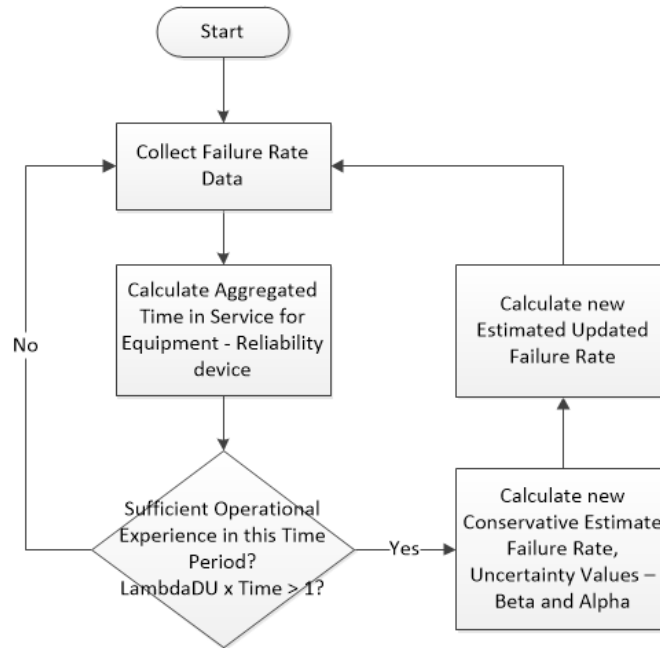 Start
Collect Failure Rate
Data
Calculate Aggregated
Time in Service for
Equipment - Reliability
device
No
Sufficient Operational
Experience in this Time
Period?
LambdaDU x Time > 1?
Yes
Calculate new
Conservative Estimate
Failure Rate,
Uncertainty Values –
Beta and Alpha
Calculate new
Estimated Updated
Failure Rate